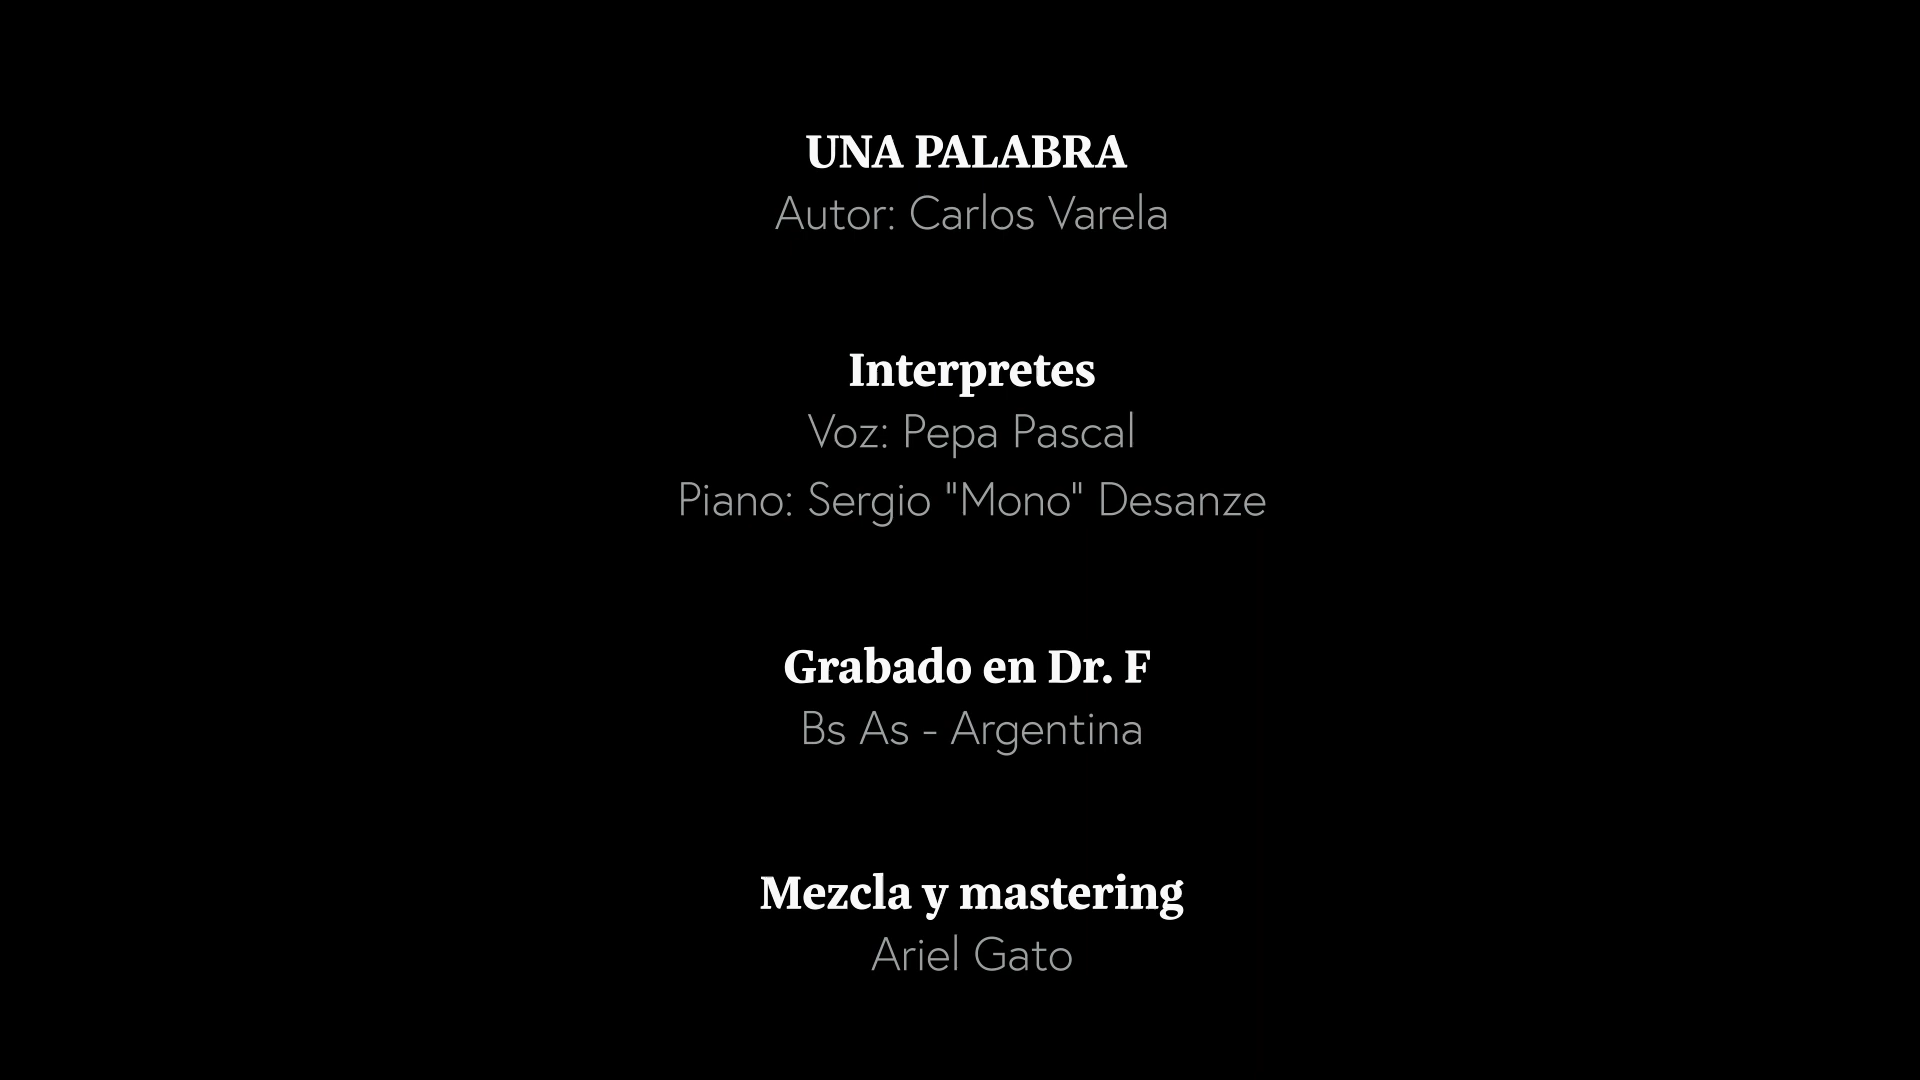 UNA PALABRA
Autor: Carlos Varela
Interpretes
Voz: Pepa Pascal
Piano: Sergio "Mono" Desanze
Grabado en Dr. F
Bs As - Argentina
Mezcla y mastering
Ariel Gato